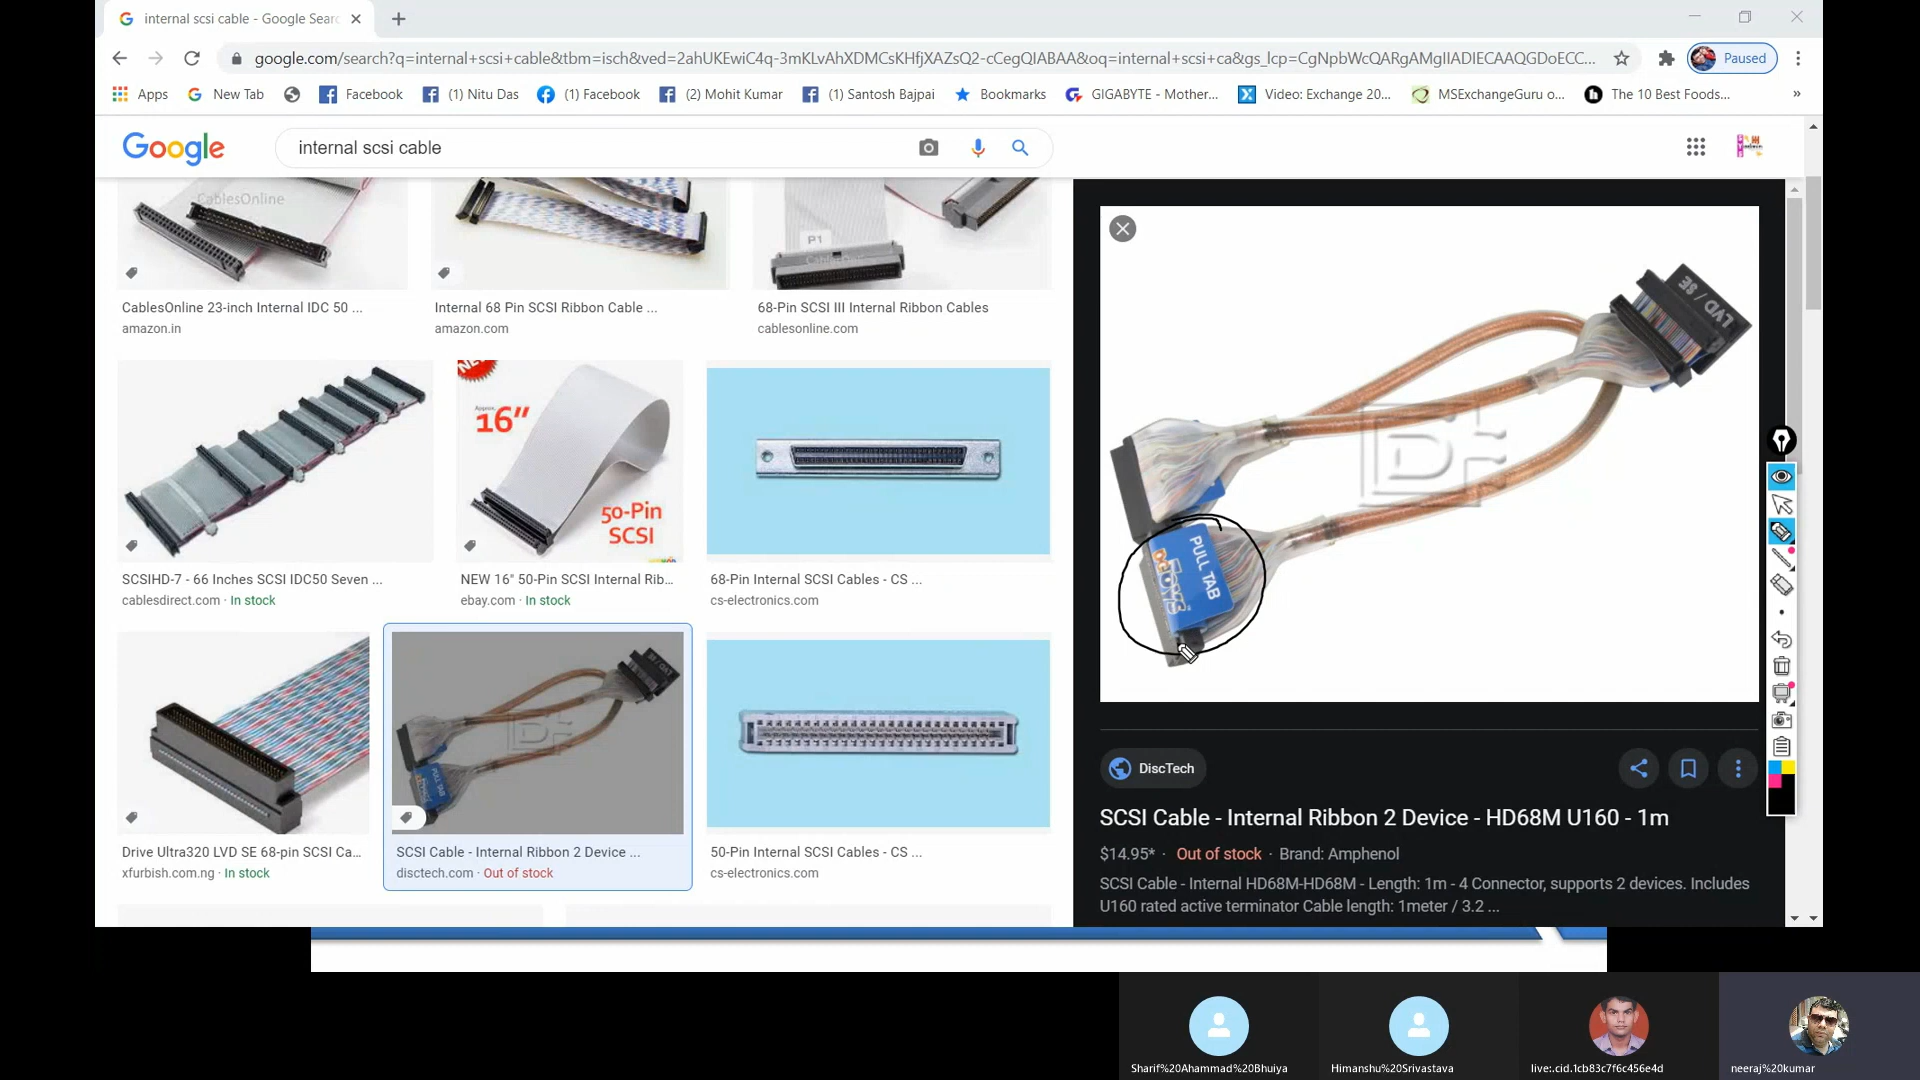 internal scsi cable - Google Searc
google.com/search?q=internal+scsi+cable&tbm=isch&ved=2ahUKEwiC4q-3mKLvAhXDMCsKHfjXAZsQ2-cCegQIABAA&oq=internal+scsi+ca&gs_lcp=CgNpbWcQARgAMgIIADIECAAQGDoECC...
Paused
Apps
New Tab
Facebook
(1) Nitu Das
(1) Facebook
(2) Mohit Kumar
(1) Santosh Bajpai
Bookmarks
GIGABYTE - Mother...
Video: Exchange 20...
MSExchangeGuru o...
The 10 Best Foods...
»
Google
internal scsi cable
CablesOnline
P1
CablesOnline 23-inch Internal IDC 50 ...
amazon.in
Internal 68 Pin SCSI Ribbon Cable ...
amazon.com
68-Pin SCSI III Internal Ribbon Cables
cablesonline.com
NEW
Approx.
16"
50-Pin
SCSI
SCSIHD-7 - 66 Inches SCSI IDC50 Seven ...
cablesdirect.com · In stock
NEW 16" 50-Pin SCSI Internal Rib...
ebay.com · In stock
68-Pin Internal SCSI Cables - CS ...
cs-electronics.com
Drive Ultra320 LVD SE 68-pin SCSI Ca...
xfurbish.com.ng · In stock
SCSI Cable - Internal Ribbon 2 Device ...
disctech.com · Out of stock
50-Pin Internal SCSI Cables - CS ...
cs-electronics.com
LVD / SE
PULL TAB
DiscTech
SCSI Cable - Internal Ribbon 2 Device - HD68M U160 - 1m
$14.95* · Out of stock · Brand: Amphenol
SCSI Cable - Internal HD68M-HD68M - Length: 1m - 4 Connector, supports 2 devices. Includes
U160 rated active terminator Cable length: 1meter / 3.2 ...
Sharif%20Ahammad%20Bhuiya
Himanshu%20Srivastava
live:.cid.1cb83c7f6c456e4d
neeraj%20kumar